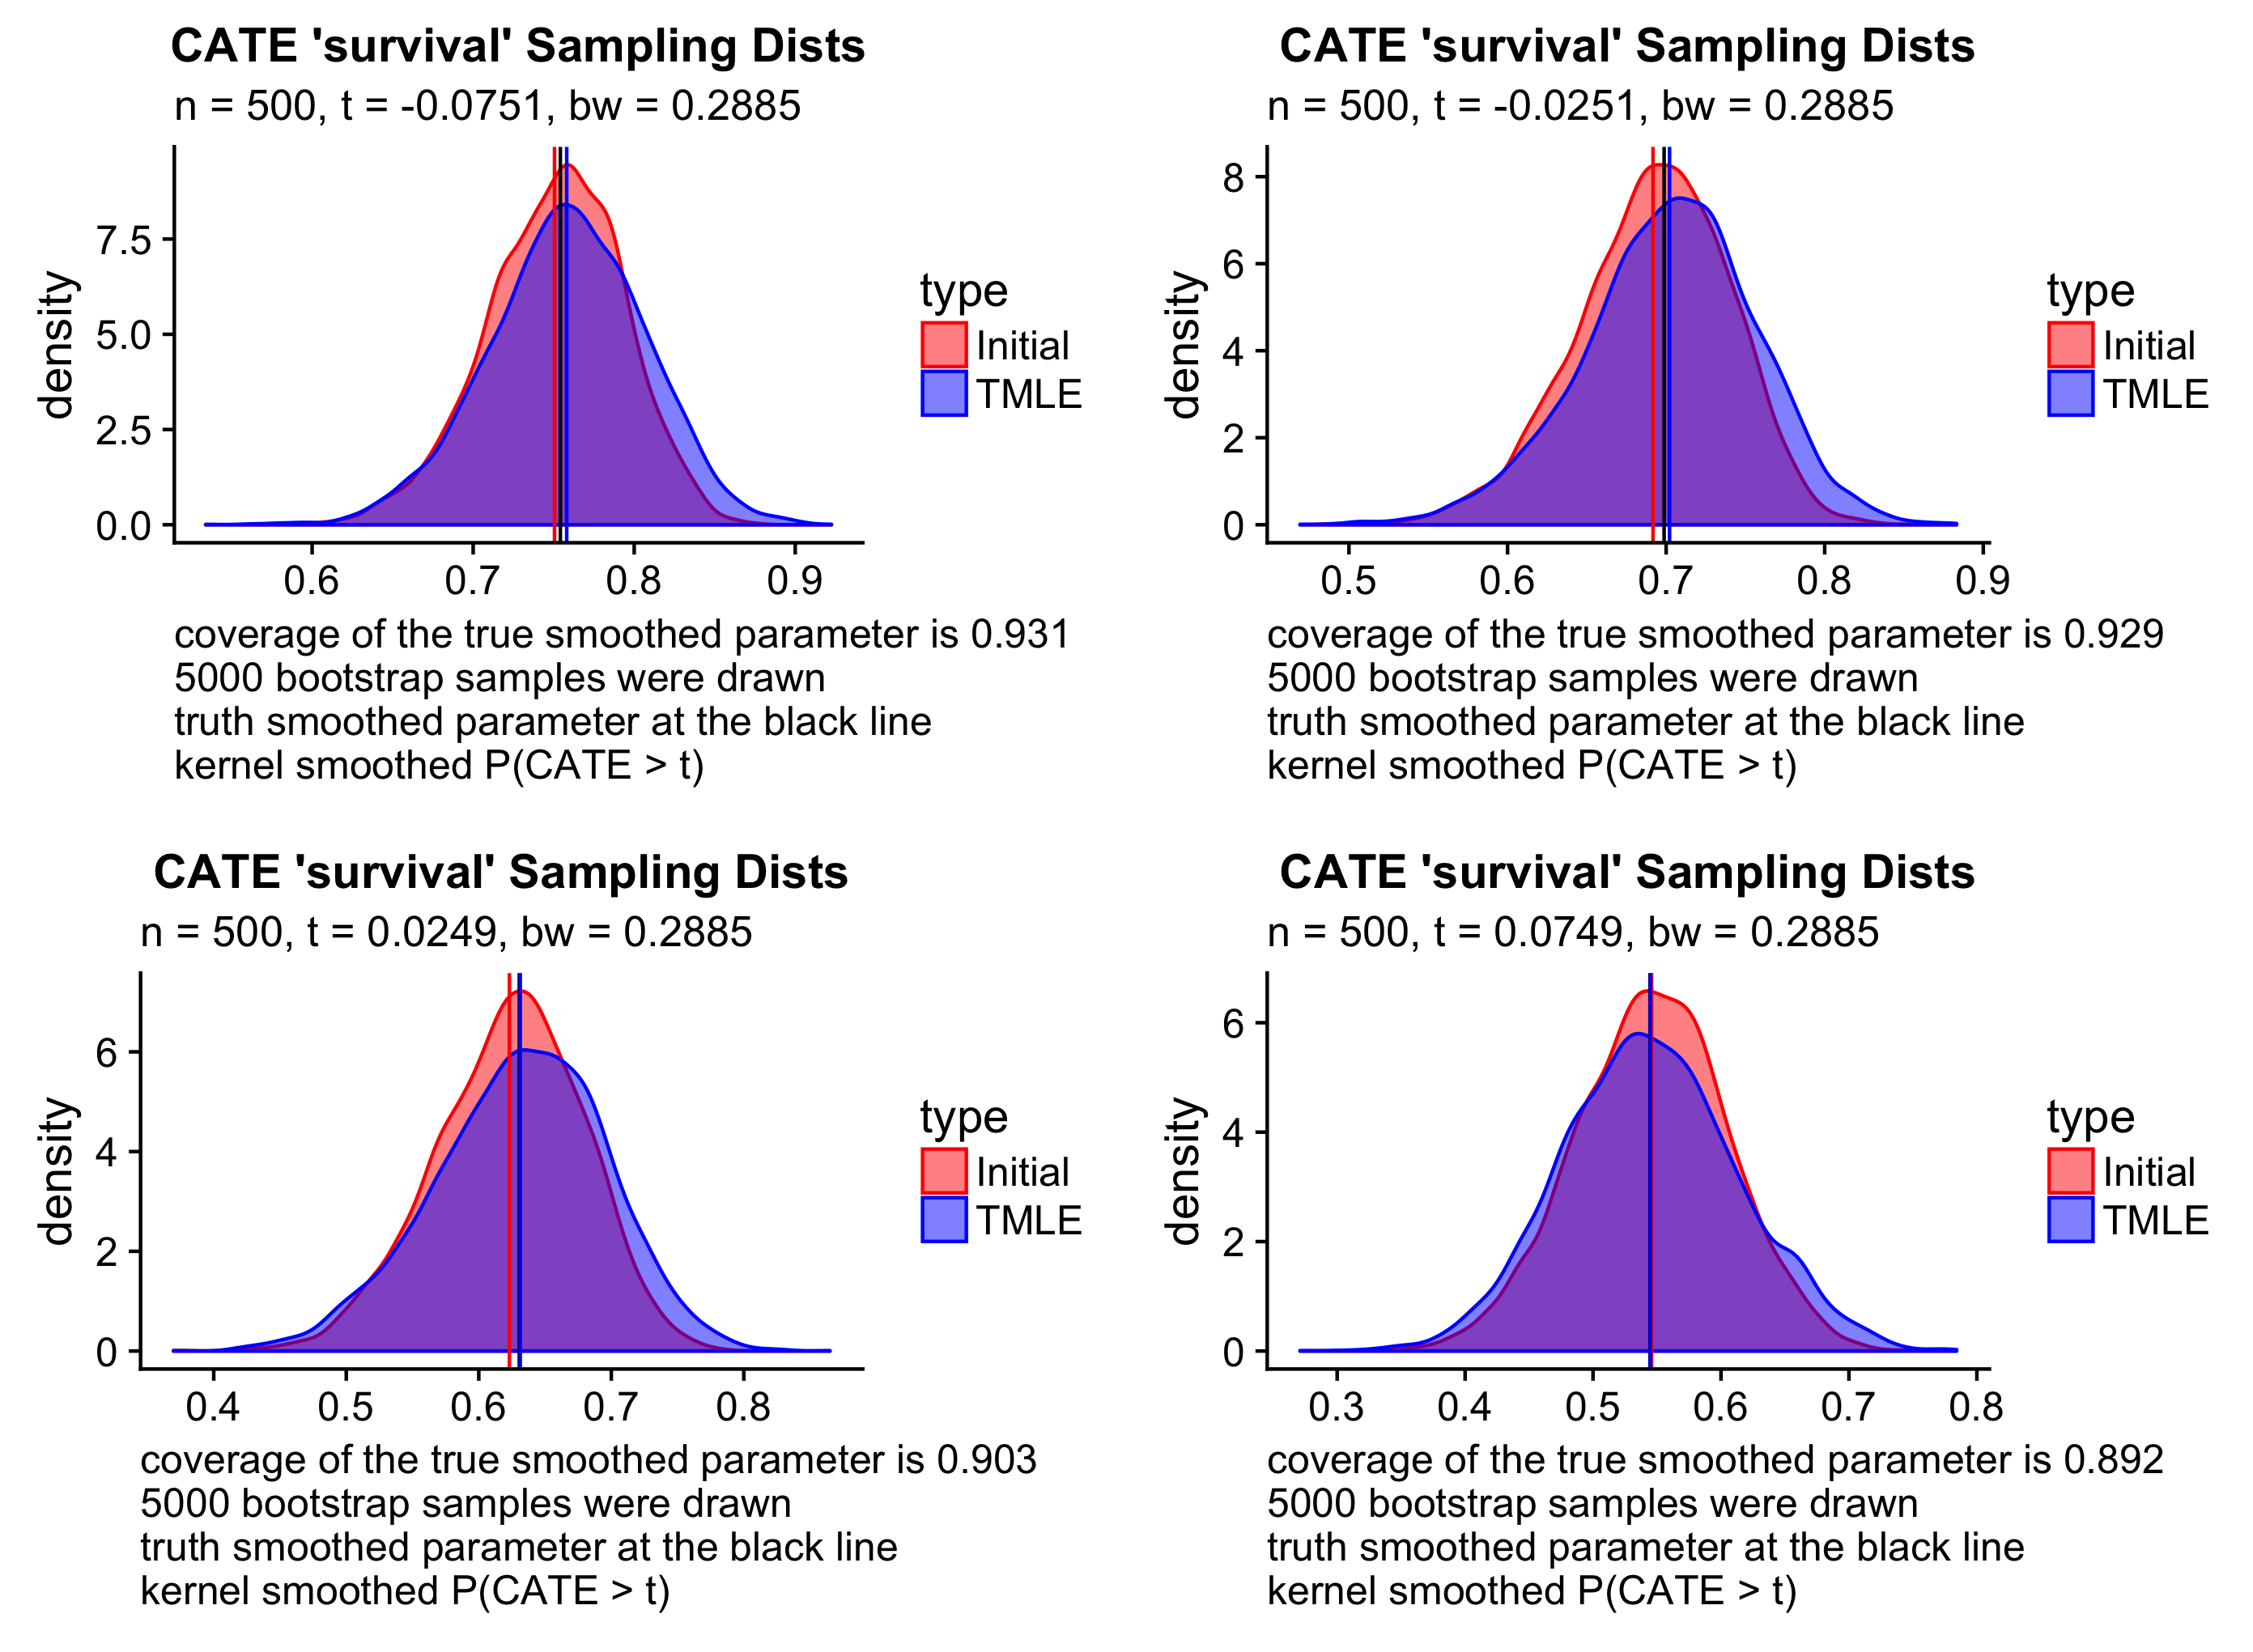 CATE 'survival' Sampling Dists
n = 500, t = -0.0751, bw = 0.2885
density
7.5
5.0
2.5
0.0
0.6 0.7 0.8 0.9
type
Initial
TMLE
coverage of the true smoothed parameter is 0.931
5000 bootstrap samples were drawn
truth smoothed parameter at the black line
kernel smoothed P(CATE > t)
CATE 'survival' Sampling Dists
n = 500, t = -0.0251, bw = 0.2885
density
8
6
4
2
0
0.5 0.6 0.7 0.8 0.9
type
Initial
TMLE
coverage of the true smoothed parameter is 0.929
5000 bootstrap samples were drawn
truth smoothed parameter at the black line
kernel smoothed P(CATE > t)
CATE 'survival' Sampling Dists
n = 500, t = 0.0249, bw = 0.2885
density
6
4
2
0
0.4 0.5 0.6 0.7 0.8
type
Initial
TMLE
coverage of the true smoothed parameter is 0.903
5000 bootstrap samples were drawn
truth smoothed parameter at the black line
kernel smoothed P(CATE > t)
CATE 'survival' Sampling Dists
n = 500, t = 0.0749, bw = 0.2885
density
6
4
2
0
0.3 0.4 0.5 0.6 0.7 0.8
type
Initial
TMLE
coverage of the true smoothed parameter is 0.892
5000 bootstrap samples were drawn
truth smoothed parameter at the black line
kernel smoothed P(CATE > t)